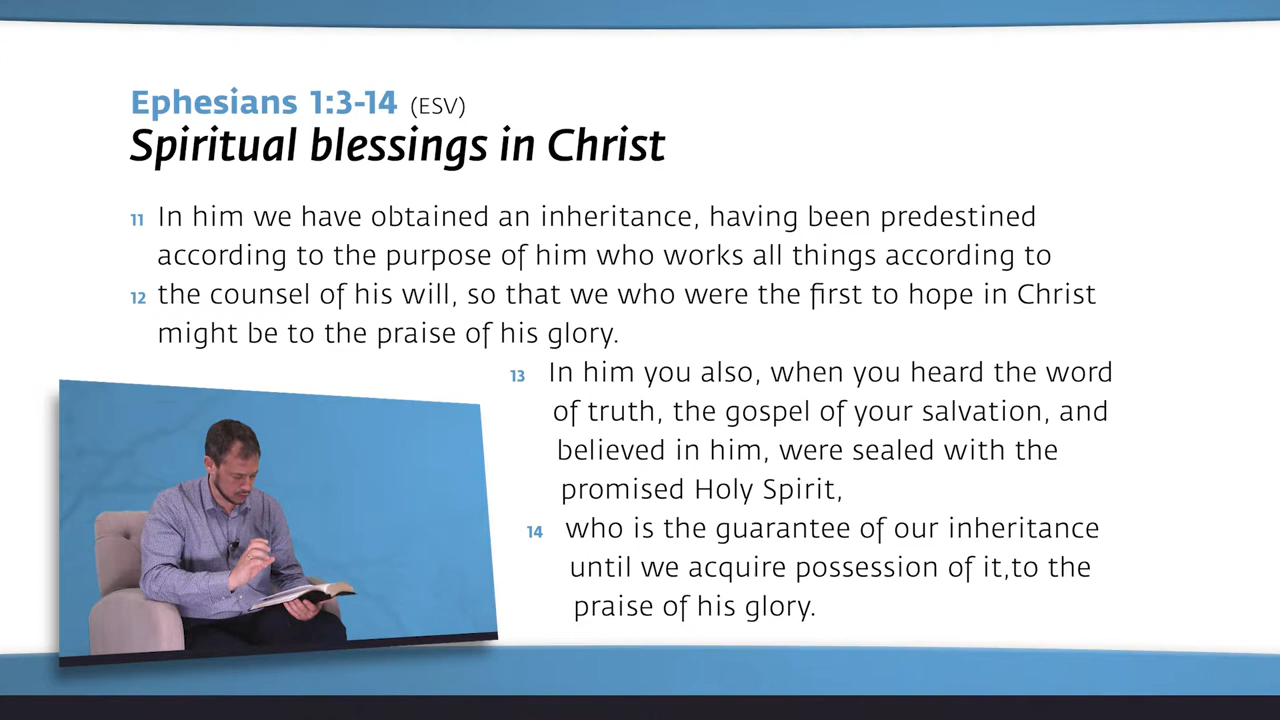 Ephesians 1:3-14 (ESV)
Spiritual blessings in Christ
11 In him we have obtained an inheritance, having been predestined
according to the purpose of him who works all things according to
12 the counsel of his will, so that we who were the first to hope in Christ
might be to the praise of his glory.
13 In him you also, when you heard the word
of truth, the gospel of your salvation, and
believed in him, were sealed with the
promised Holy Spirit,
14 who is the guarantee of our inheritance
until we acquire possession of it,to the
praise of his glory.